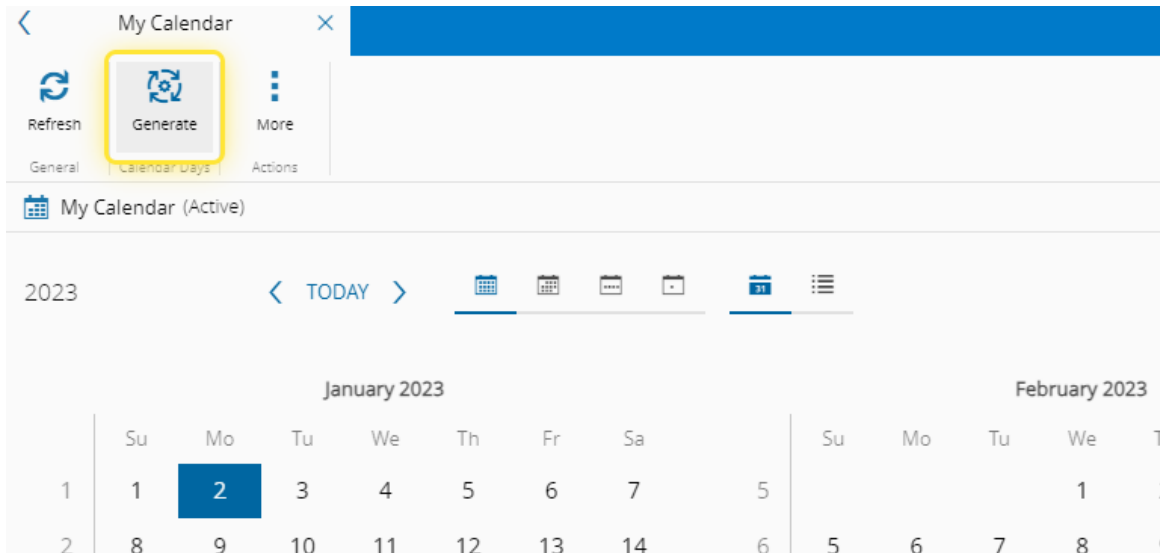 My Calendar
Refresh Generate More
General Calendar Days Actions
My Calendar (Active)
2023 TODAY 31
January 2023 February 2023
Su Mo Tu We Th Fr Sa Su Mo Tu We
1 1 2 3 4 5 6 7 5 1
2 8 9 10 11 12 13 14 6 5 6 7 8